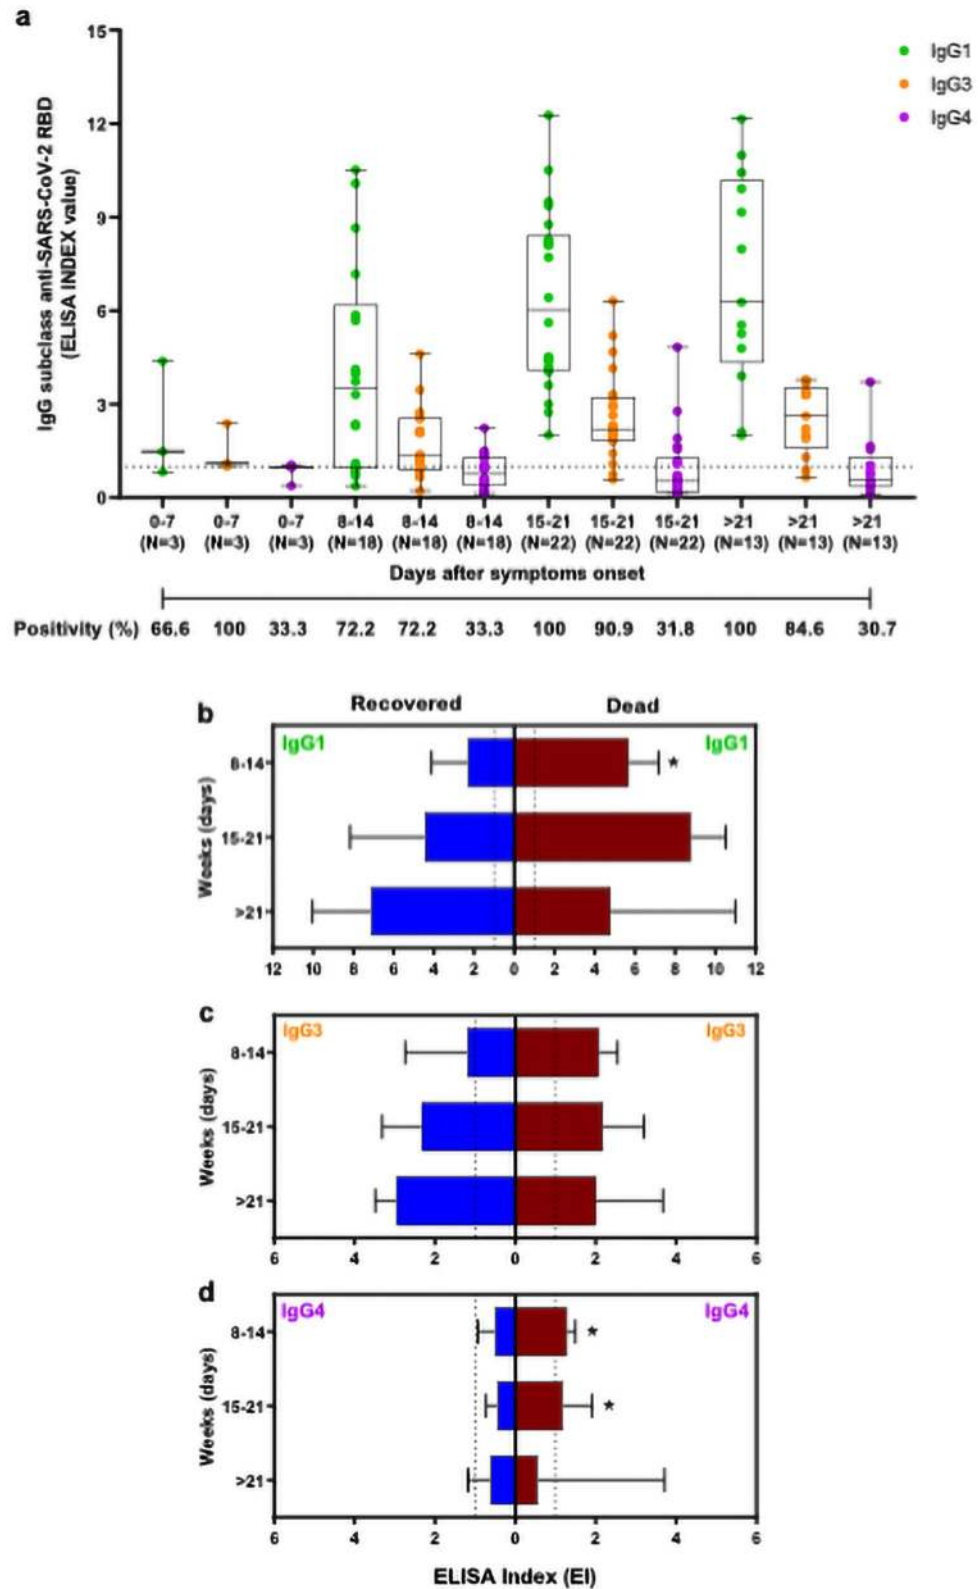 a
15
12
9
6
3
0
IgG subclass anti-SARS-CoV-2 RBD
(ELISA INDEX value)
IgG1
IgG3
IgG4
0-7 0-7 0-7 8-14 8-14 8-14 15-21 15-21 15-21 >21 >21 >21
(N=3) (N=3) (N=3) (N=18) (N=18) (N=18) (N=22) (N=22) (N=22) (N=13) (N=13) (N=13)
Days after symptoms onset
Positivity (%) 66.6 100 33.3 72.2 72.2 33.3 100 90.9 31.8 100 84.6 30.7
b
Recovered Dead
IgG1 IgG1
Weeks (days)
8-14
*
15-21
>21
12 10 8 6 4 2 0 2 4 6 8 10 12
c
IgG3 IgG3
Weeks (days)
8-14
15-21
>21
6 4 2 0 2 4 6
d
IgG4 IgG4
Weeks (days)
8-14
*
15-21
*
>21
6 4 2 0 2 4 6
ELISA Index (EI)